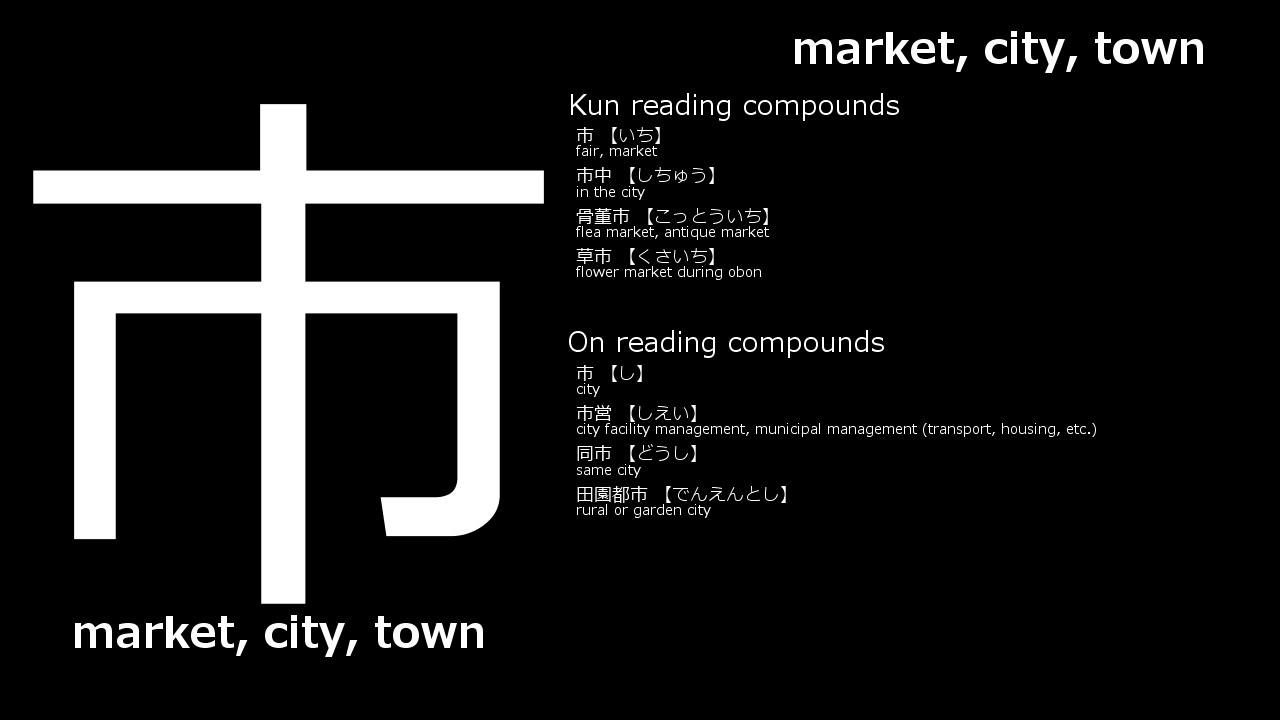 market, city, town
市
market, city, town
Kun reading compounds
市 【いち】
fair, market
市中 【しちゅう】
in the city
骨董市 【こっとういち】
flea market, antique market
草市 【くさいち】
flower market during obon
On reading compounds
市 【し】
city
市営 【しえい】
city facility management, municipal management (transport, housing, etc.)
同市 【どうし】
same city
田園都市 【でんえんとし】
rural or garden city